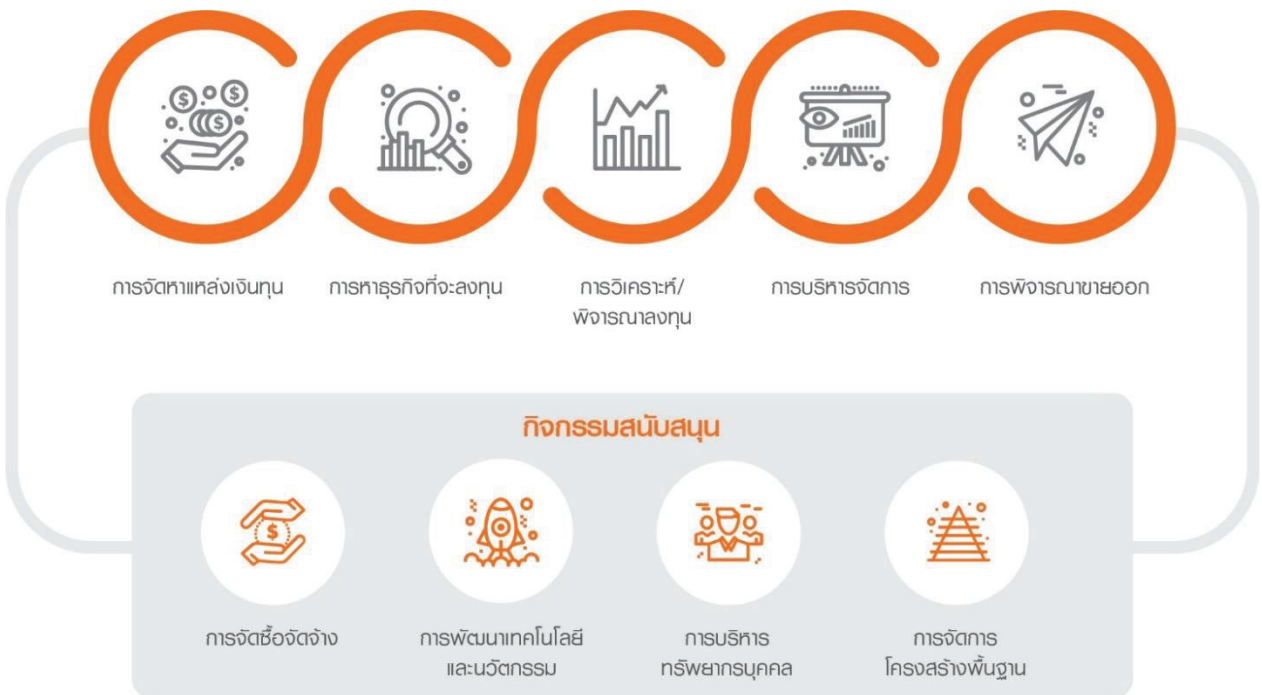 การจัดหาแหล่งเงินทุน
การหาธุรกิจที่จะลงทุน
การวิเคราะห์/
พิจารณาลงทุน
การบริหารจัดการ
การพิจารณาขายออก
กิจกรรมสนับสนุน
การจัดซื้อจัดจ้าง
การพัฒนาเทคโนโลยี
และนวัตกรรม
การบริหาร
ทรัพยากรบุคคล
การจัดการ
โครงสร้างพื้นฐาน